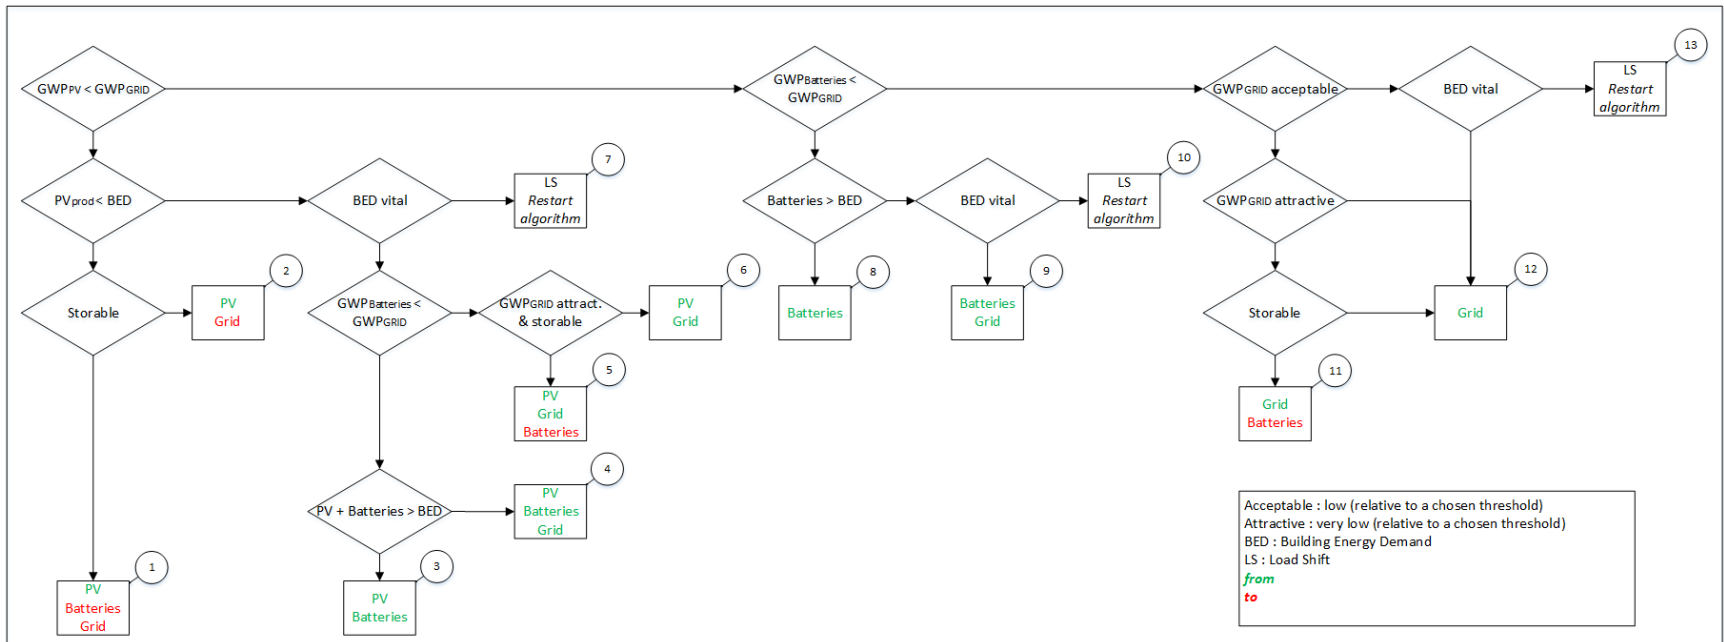 13
GWPPV < GWPGRID
GWPBatteries <
GWPGRID
GWPGRID acceptable
BED vital
LS
Restart
algorithm
7
10
PVprod < BED
BED vital
LS
Restart
algorithm
Batteries > BED
BED vital
LS
Restart
algorithm
GWPGRID attractive
2
6
8
9
12
Storable
PV
Grid
GWPBatteries <
GWPGRID
GWPGRID attract.
& storable
PV
Grid
Batteries
Batteries
Grid
Storable
Grid
5
11
PV
Grid
Batteries
Grid
Batteries
4
PV + Batteries > BED
PV
Batteries
Grid
Acceptable : low (relative to a chosen threshold)
Attractive : very low (relative to a chosen threshold)
BED : Building Energy Demand
LS : Load Shift
from
to
1
3
PV
Batteries
Grid
PV
Batteries